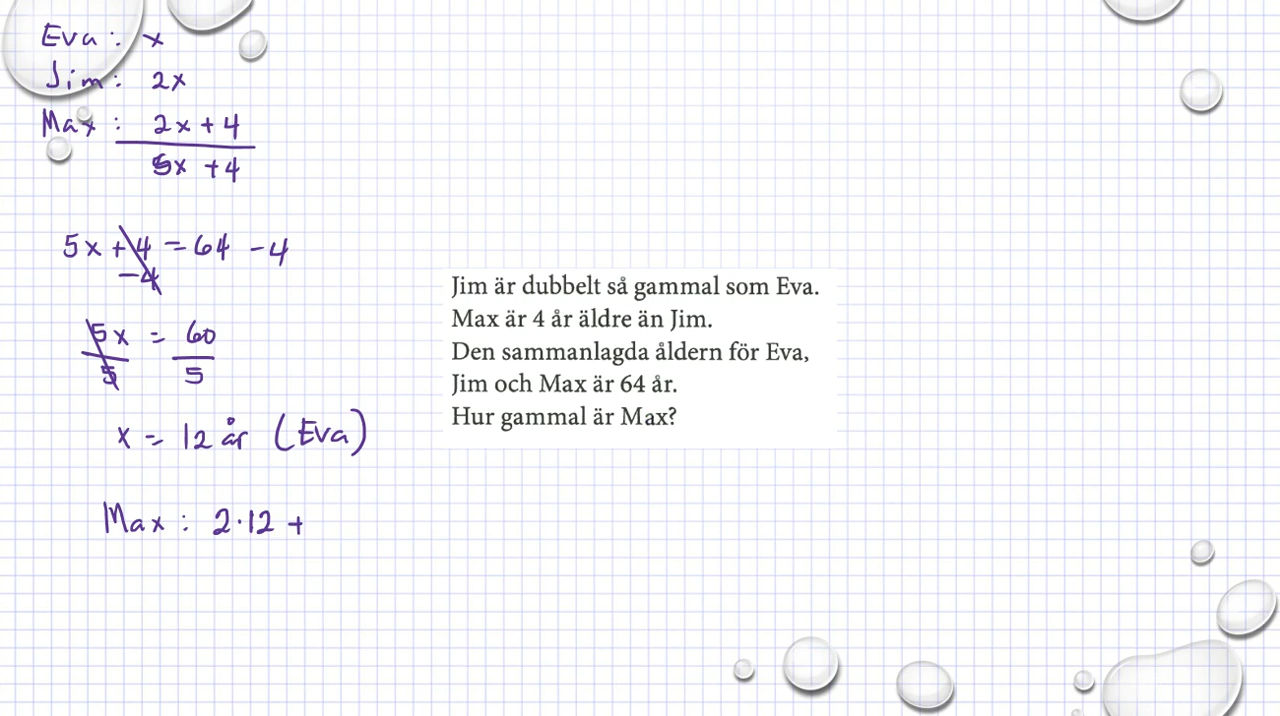 Eva: x
Jim: 2x
Max: 2x + 4
5x + 4
5x + 4 = 64 - 4
-4
5x = 60
5 5
x = 12 år (Eva)
Max: 2·12 +
Jim är dubbelt så gammal som Eva.
Max är 4 år äldre än Jim.
Den sammanlagda åldern för Eva,
Jim och Max är 64 år.
Hur gammal är Max?